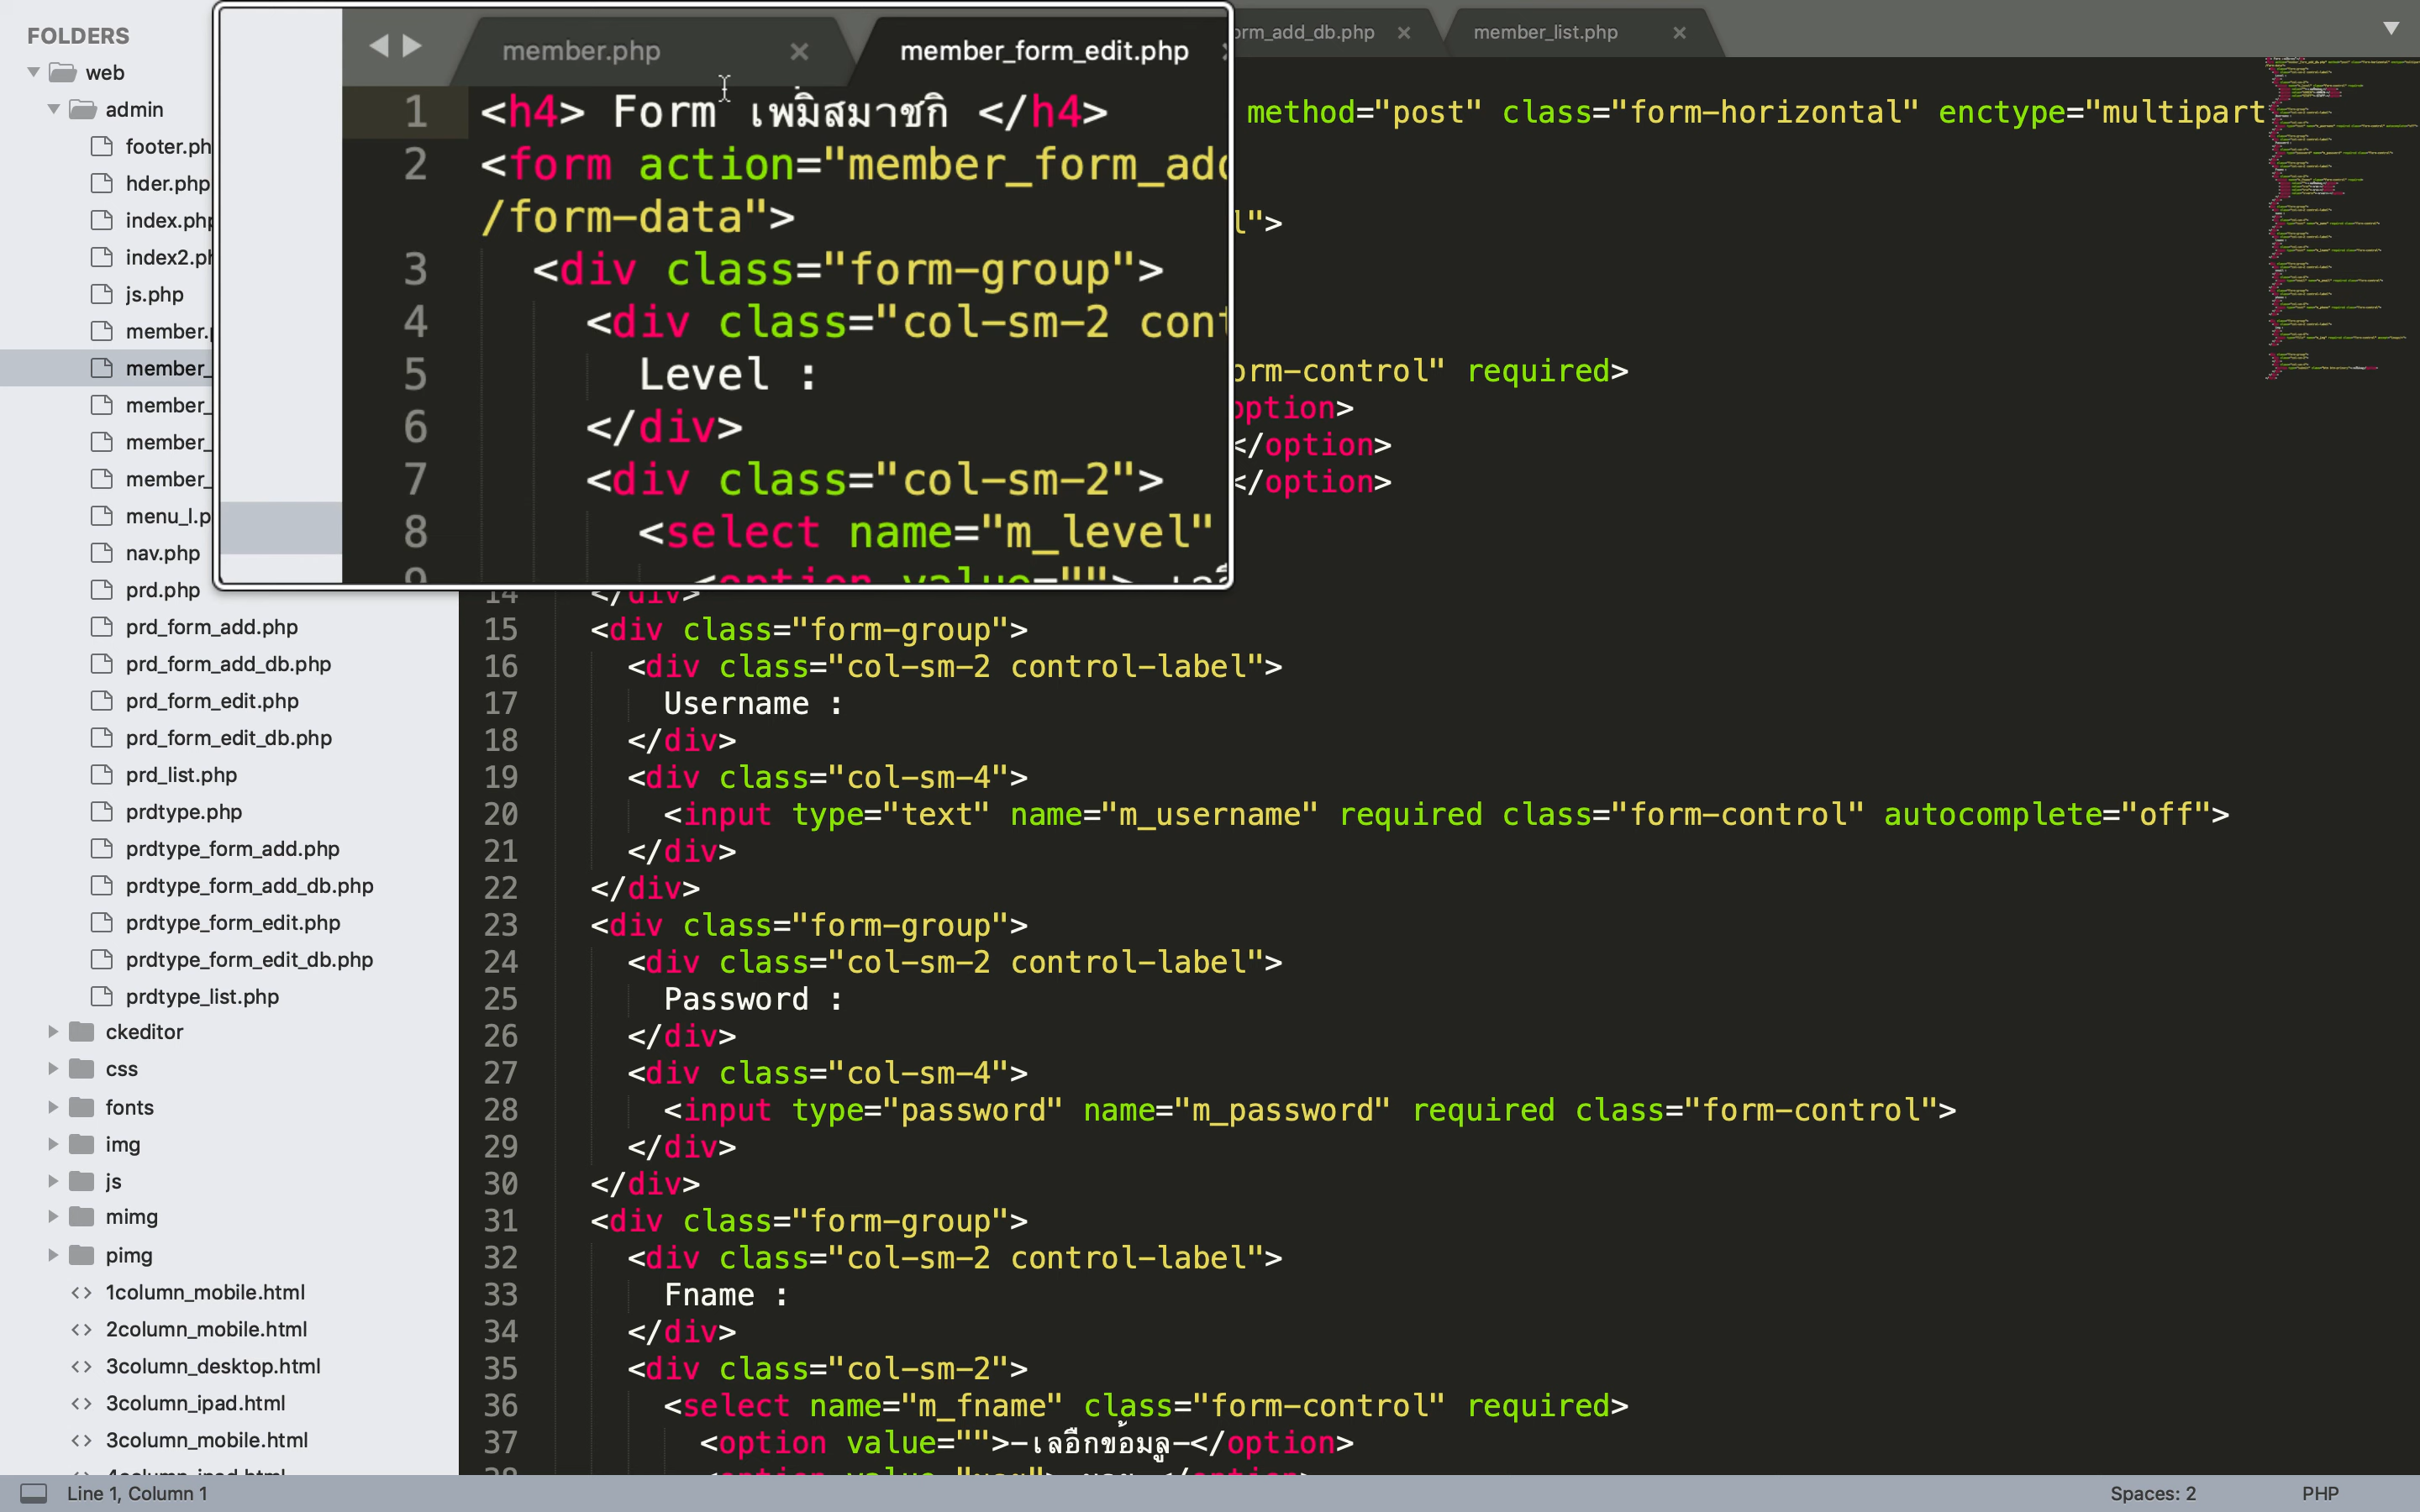 FOLDERS
web
admin
footer.ph
hder.php
index.php
index2.ph
js.php
member.p
member_
member_
member_
member_
menu_l.p
nav.php
prd.php
prd_form_add.php
prd_form_add_db.php
prd_form_edit.php
prd_form_edit_db.php
prd_list.php
prdtype.php
prdtype_form_add.php
prdtype_form_add_db.php
prdtype_form_edit.php
prdtype_form_edit_db.php
prdtype_list.php
ckeditor
css
fonts
img
js
mimg
pimg
1column_mobile.html
2column_mobile.html
3column_desktop.html
3column_ipad.html
3column_mobile.html
member.php × member_form_edit.php
1 <h4> Form เพิ่มสมาชิก </h4>
2 <form action="member_form_add
/form-data">
3 <div class="form-group">
4 <div class="col-sm-2 cont
5 Level :
6 </div>
7 <div class="col-sm-2">
8 <select name="m_level"
9 <option value="">
orm_add_db.php × member_list.php ×
method="post" class="form-horizontal" enctype="multipart
l">
orm-control" required>
option>
</option>
</option>
14 </div>
15 <div class="form-group">
16 <div class="col-sm-2 control-label">
17 Username :
18 </div>
19 <div class="col-sm-4">
20 <input type="text" name="m_username" required class="form-control" autocomplete="off">
21 </div>
22 </div>
23 <div class="form-group">
24 <div class="col-sm-2 control-label">
25 Password :
26 </div>
27 <div class="col-sm-4">
28 <input type="password" name="m_password" required class="form-control">
29 </div>
30 </div>
31 <div class="form-group">
32 <div class="col-sm-2 control-label">
33 Fname :
34 </div>
35 <div class="col-sm-2">
36 <select name="m_fname" class="form-control" required>
37 <option value="">-เลือกข้อมูล-</option>
Line 1, Column 1
Spaces: 2
PHP